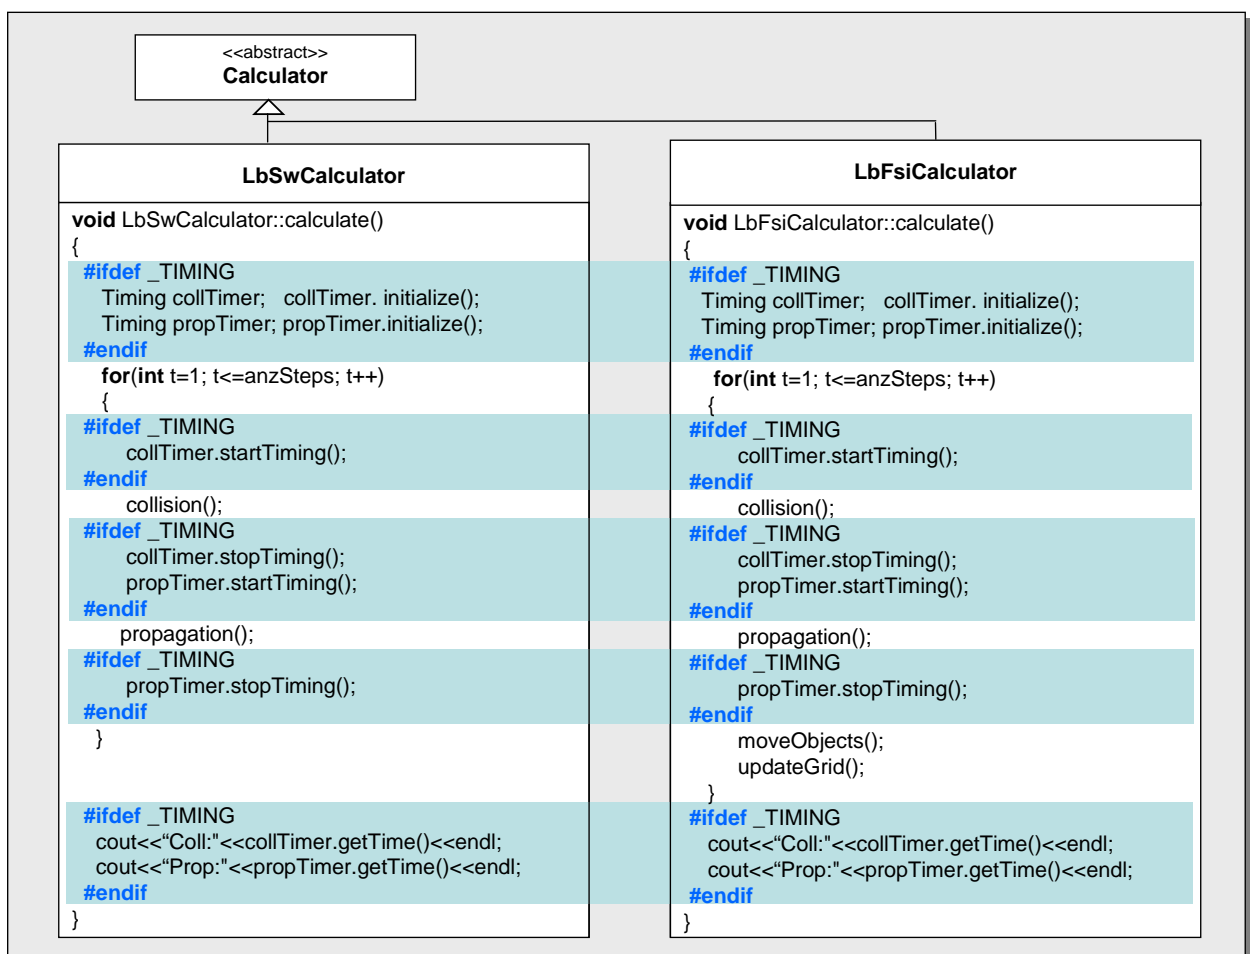 <<abstract>>
Calculator
LbSwCalculator
void LbSwCalculator::calculate()
{
#ifdef _TIMING
Timing collTimer;   collTimer. initialize();
Timing propTimer; propTimer.initialize();
#endif
for(int t=1; t<=anzSteps; t++)
{
#ifdef _TIMING
collTimer.startTiming();
#endif
collision();
#ifdef _TIMING
collTimer.stopTiming();
propTimer.startTiming();
#endif
propagation();
#ifdef _TIMING
propTimer.stopTiming();
#endif
}
#ifdef _TIMING
cout<<“Coll:"<<collTimer.getTime()<<endl;
cout<<“Prop:"<<propTimer.getTime()<<endl;
#endif
}
LbFsiCalculator
void LbFsiCalculator::calculate()
{
#ifdef _TIMING
Timing collTimer;   collTimer. initialize();
Timing propTimer; propTimer.initialize();
#endif
for(int t=1; t<=anzSteps; t++)
{
#ifdef _TIMING
collTimer.startTiming();
#endif
collision();
#ifdef _TIMING
collTimer.stopTiming();
propTimer.startTiming();
#endif
propagation();
#ifdef _TIMING
propTimer.stopTiming();
#endif
moveObjects();
updateGrid();
}
#ifdef _TIMING
cout<<“Coll:"<<collTimer.getTime()<<endl;
cout<<“Prop:"<<propTimer.getTime()<<endl;
#endif
}